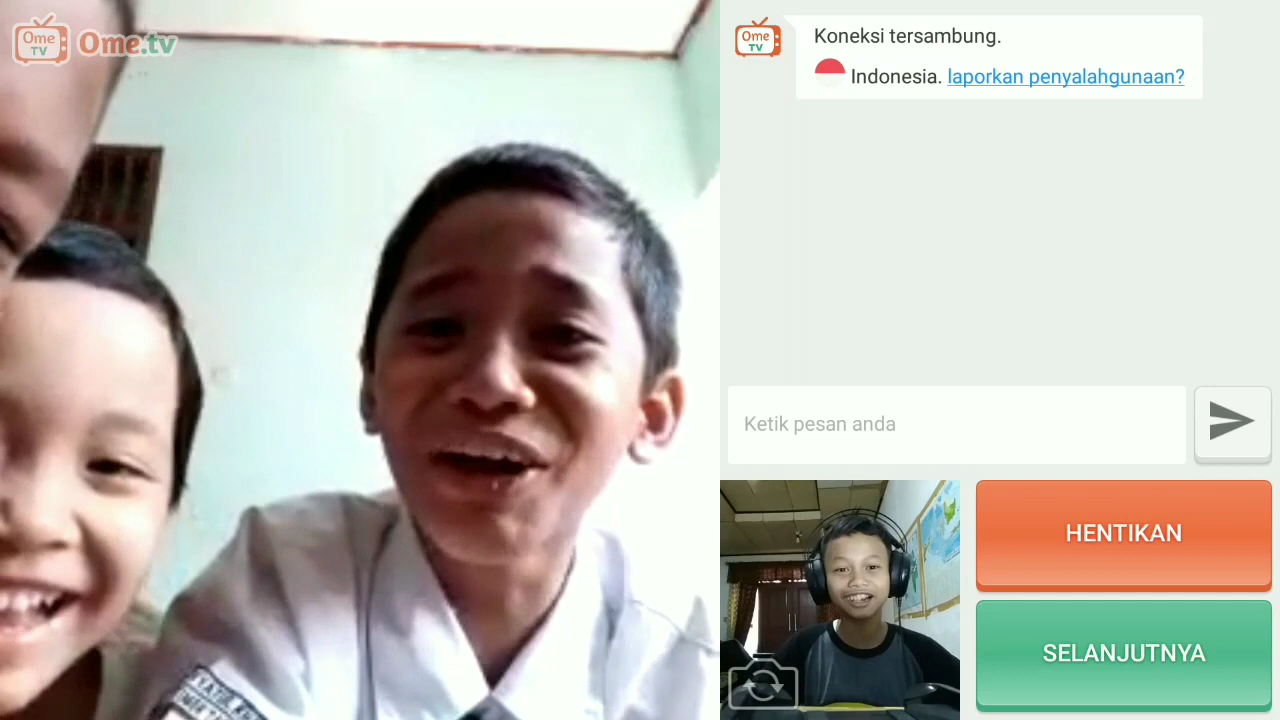 Ome
TV
Ome.tv
Ome
TV
Koneksi tersambung.
Indonesia. laporkan penyalahgunaan?
Ketik pesan anda
HENTIKAN
SELANJUTNYA